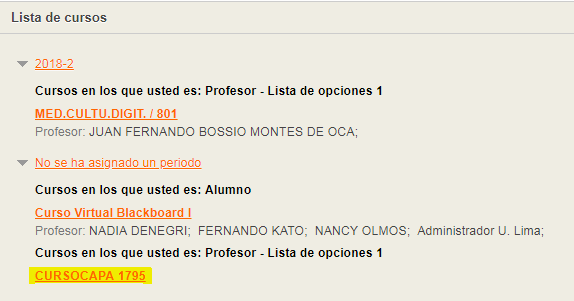 Lista de cursos
2018-2
Cursos en los que usted es: Profesor - Lista de opciones 1
MED.CULTU.DIGIT. / 801
Profesor: JUAN FERNANDO BOSSIO MONTES DE OCA;
No se ha asignado un periodo
Cursos en los que usted es: Alumno
Curso Virtual Blackboard I
Profesor: NADIA DENEGRI; FERNANDO KATO; NANCY OLMOS; Administrador U. Lima;
Cursos en los que usted es: Profesor - Lista de opciones 1
CURSOCAPA 1795